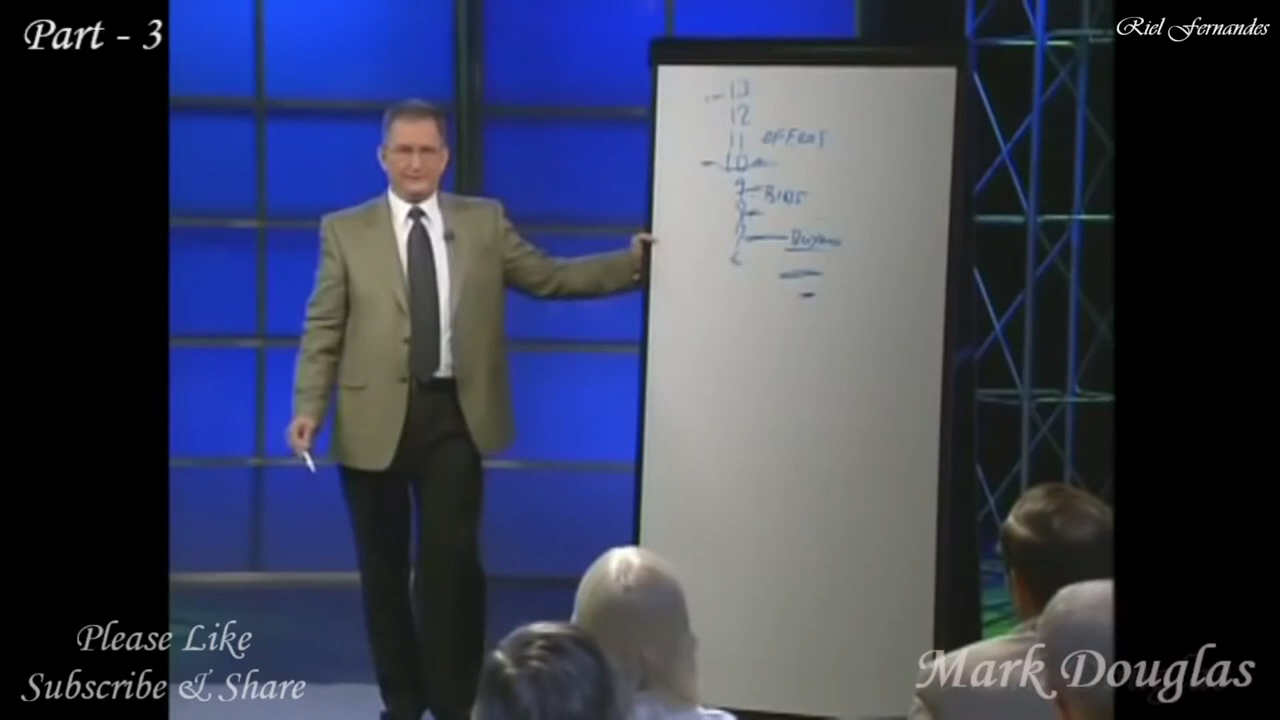 Part - 3
Riel Fernandes
13
12
11 OFFERS
10
9 BIDS
8
7 Buyers
6
Please Like
Subscribe & Share
Mark Douglas